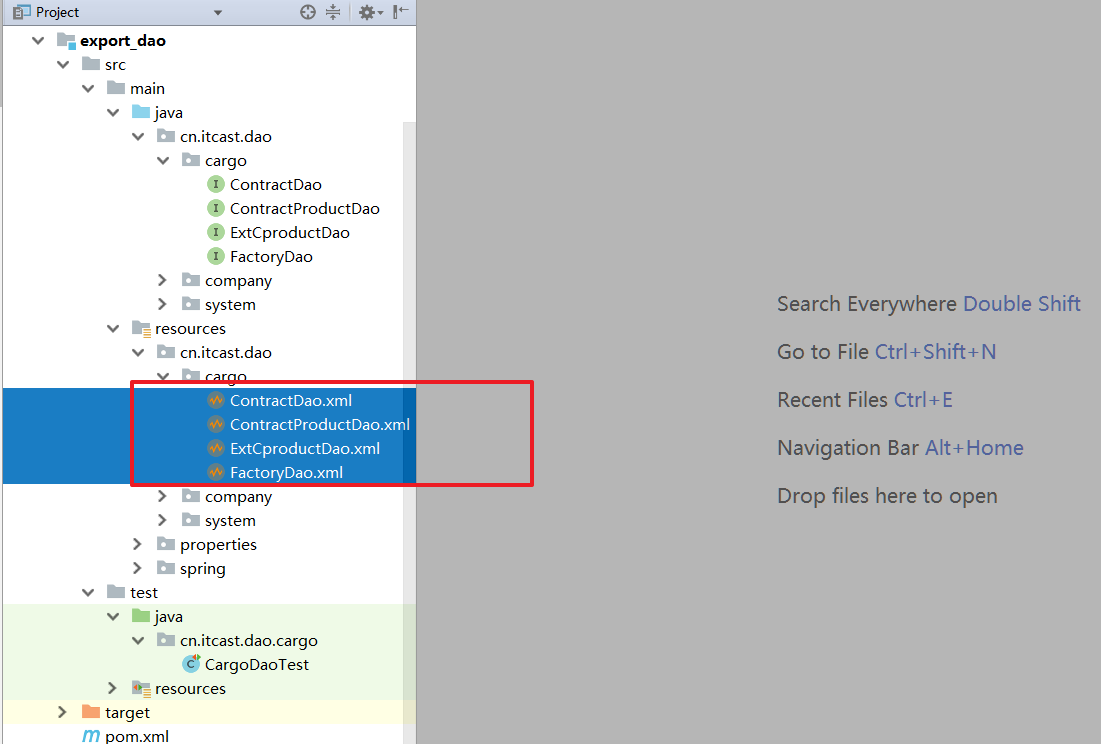 Project
export_dao
src
main
java
cn.itcast.dao
cargo
ContractDao
ContractProductDao
ExtCproductDao
FactoryDao
company
system
resources
cn.itcast.dao
cargo
ContractDao.xml
ContractProductDao.xml
ExtCproductDao.xml
FactoryDao.xml
company
system
properties
spring
test
java
cn.itcast.dao.cargo
CargoDaoTest
resources
target
pom.xml
Search Everywhere Double Shift
Go to File Ctrl+Shift+N
Recent Files Ctrl+E
Navigation Bar Alt+Home
Drop files here to open